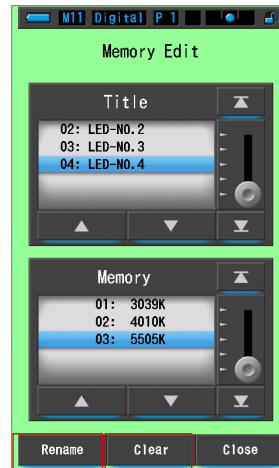 M11 Digital P 1
Memory Edit
Title
02: LED-NO.2
03: LED-NO.3
04: LED-NO.4
Memory
01: 3039K
02: 4010K
03: 5505K
Rename Clear Close